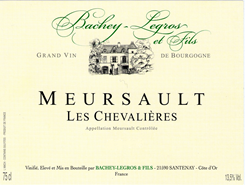 Bachey-Legros
et Fils
GRAND VIN DE BOURGOGNE
MEURSAULT
LES CHEVALIÈRES
Appellation Meursault Contrôlée
Vinifié, Elevé et Mis en Bouteille par BACHEY-LEGROS & FILS - 21590 SANTENAY - Côte d'Or
France
75 cl
13,5% Vol.